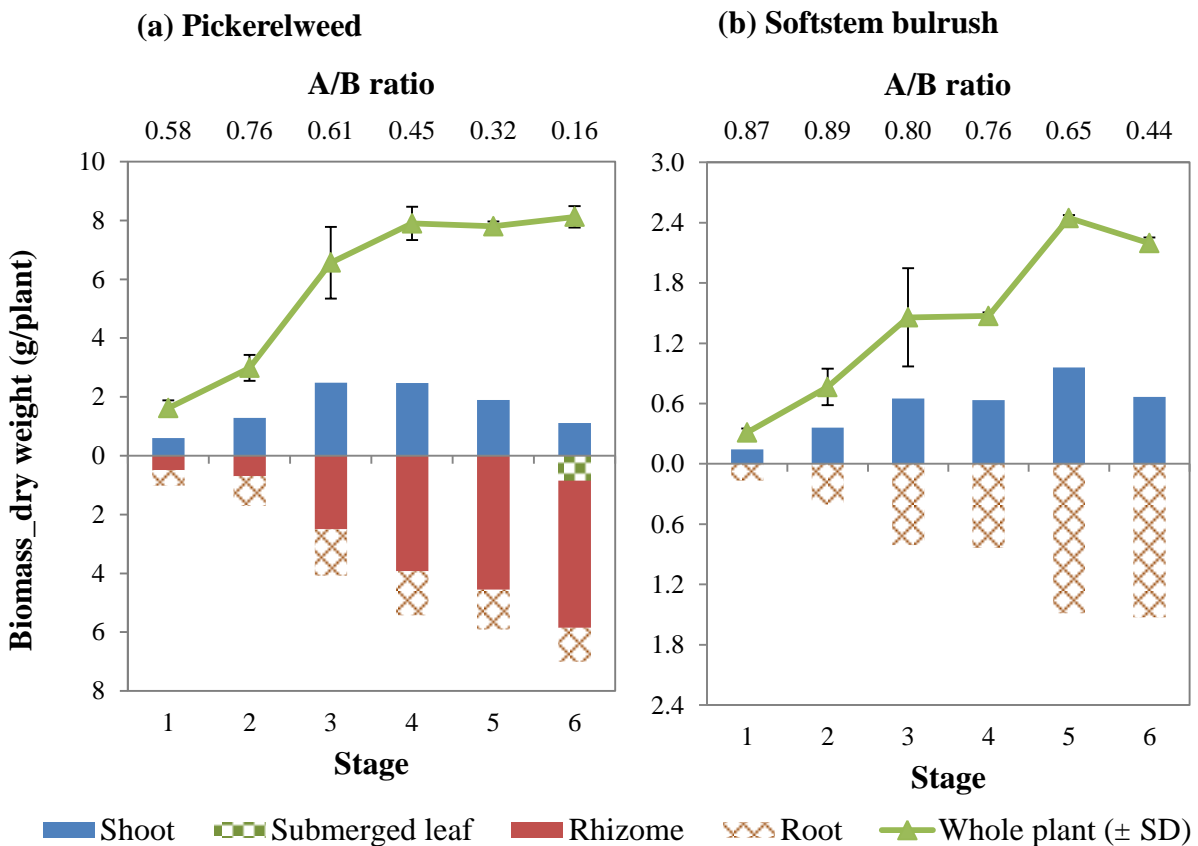 (a) Pickerelweed
(b) Softstem bulrush
A/B ratio
0.58 0.76 0.61 0.45 0.32 0.16
A/B ratio
0.87 0.89 0.80 0.76 0.65 0.44
Biomass_dry weight (g/plant)
10
8
6
4
2
0
2
4
6
8
1 2 3 4 5 6
Stage
3.0
2.4
1.8
1.2
0.6
0.0
0.6
1.2
1.8
2.4
1 2 3 4 5 6
Stage
Shoot Submerged leaf Rhizome Root Whole plant (± SD)